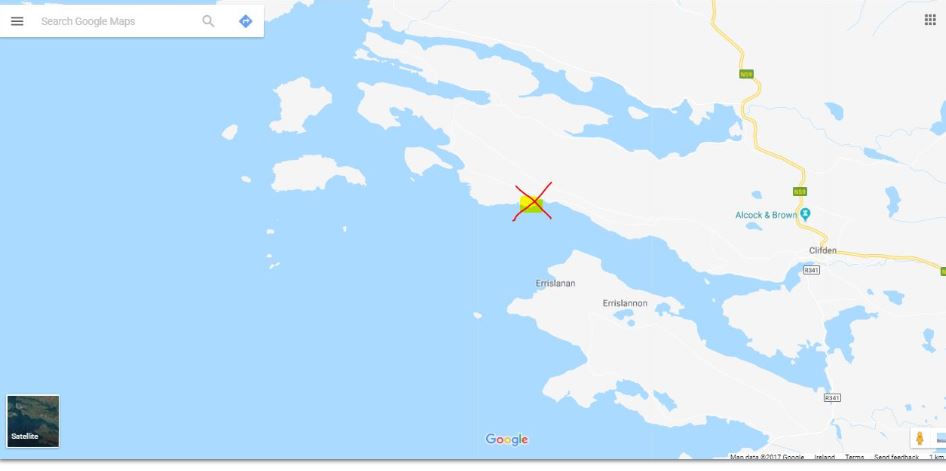 Search Google Maps
N59
N59
Alcock & Brown
Clifden
R341
Errislanan
Errislannon
R341
Satellite
Google
Map data ©2017 Google Ireland Terms Send feedback 1 km